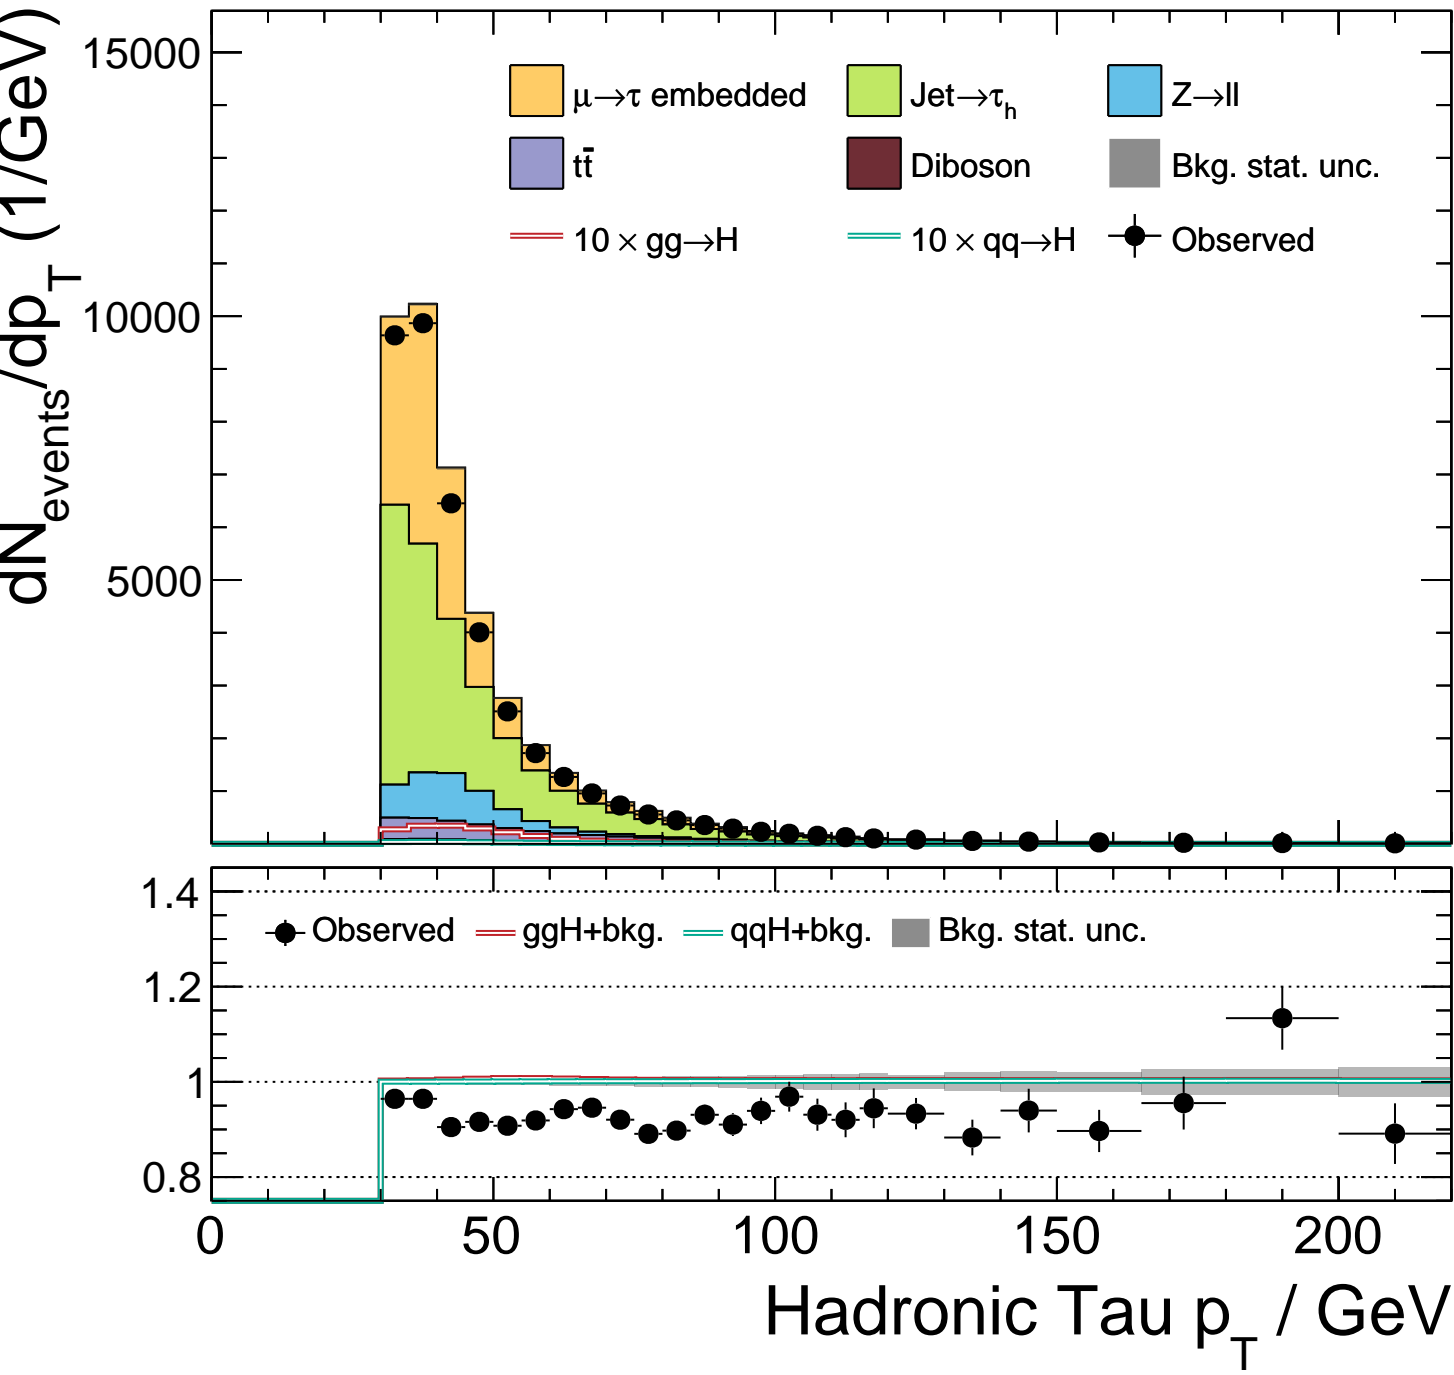 dN_events/dp_T (1/GeV)
15000
10000
5000
μ→τ embedded Jet→τ_h Z→ll
tt̄ Diboson Bkg. stat. unc.
10 × gg→H 10 × qq→H Observed
1.4
1.2
1
0.8
Observed ggH+bkg. qqH+bkg. Bkg. stat. unc.
0 50 100 150 200
Hadronic Tau p_T / GeV